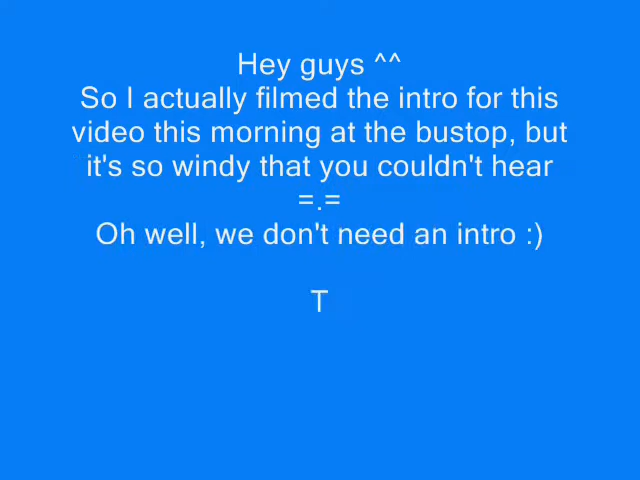 Hey guys ^^
So I actually filmed the intro for this
video this morning at the bustop, but
it's so windy that you couldn't hear
=.=
Oh well, we don't need an intro :)
T